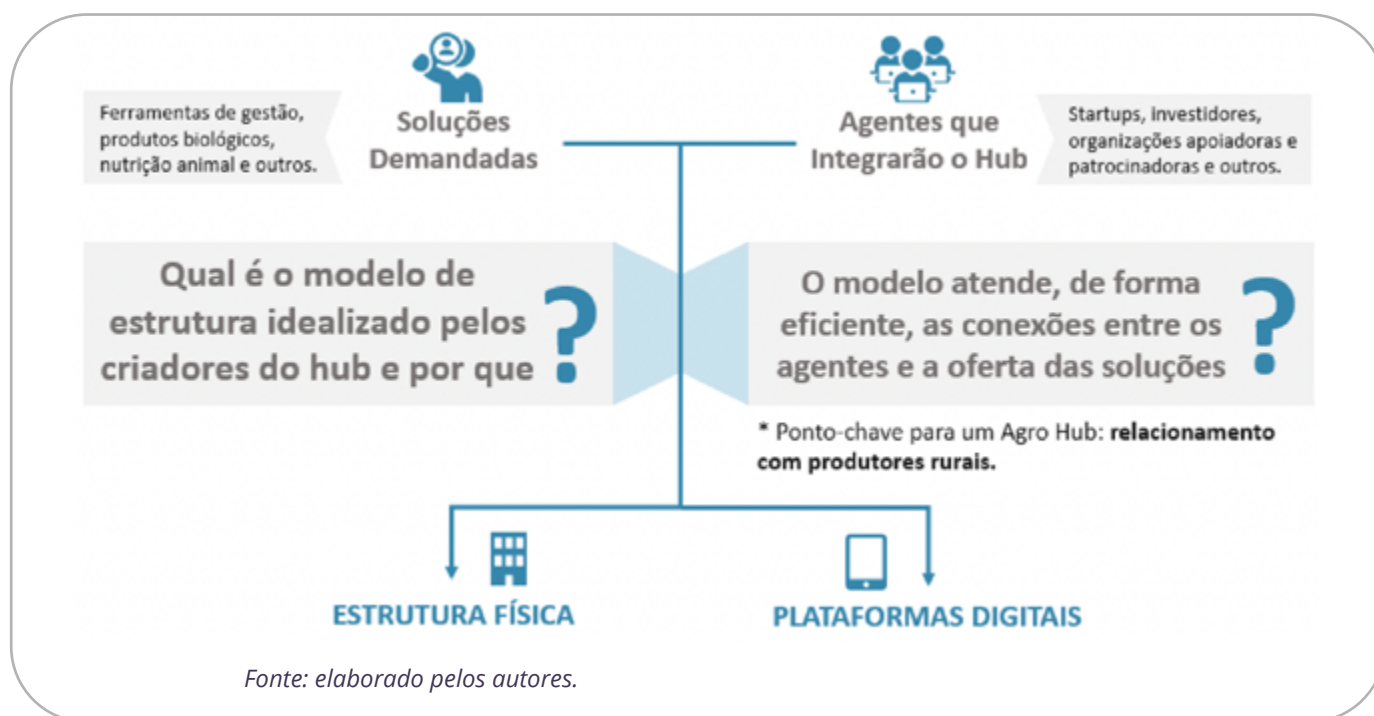 Ferramentas de gestão,
produtos biológicos,
nutrição animal e outros.
Soluções
Demandadas
Agentes que
Integrarão o Hub
Startups, investidores,
organizações apoiadoras e
patrocinadoras e outros.
Qual é o modelo de
estrutura idealizado pelos
criadores do hub e por que
?
O modelo atende, de forma
eficiente, as conexões entre os
agentes e a oferta das soluções
?
* Ponto-chave para um Agro Hub: relacionamento
com produtores rurais.
ESTRUTURA FÍSICA
PLATAFORMAS DIGITAIS
Fonte: elaborado pelos autores.